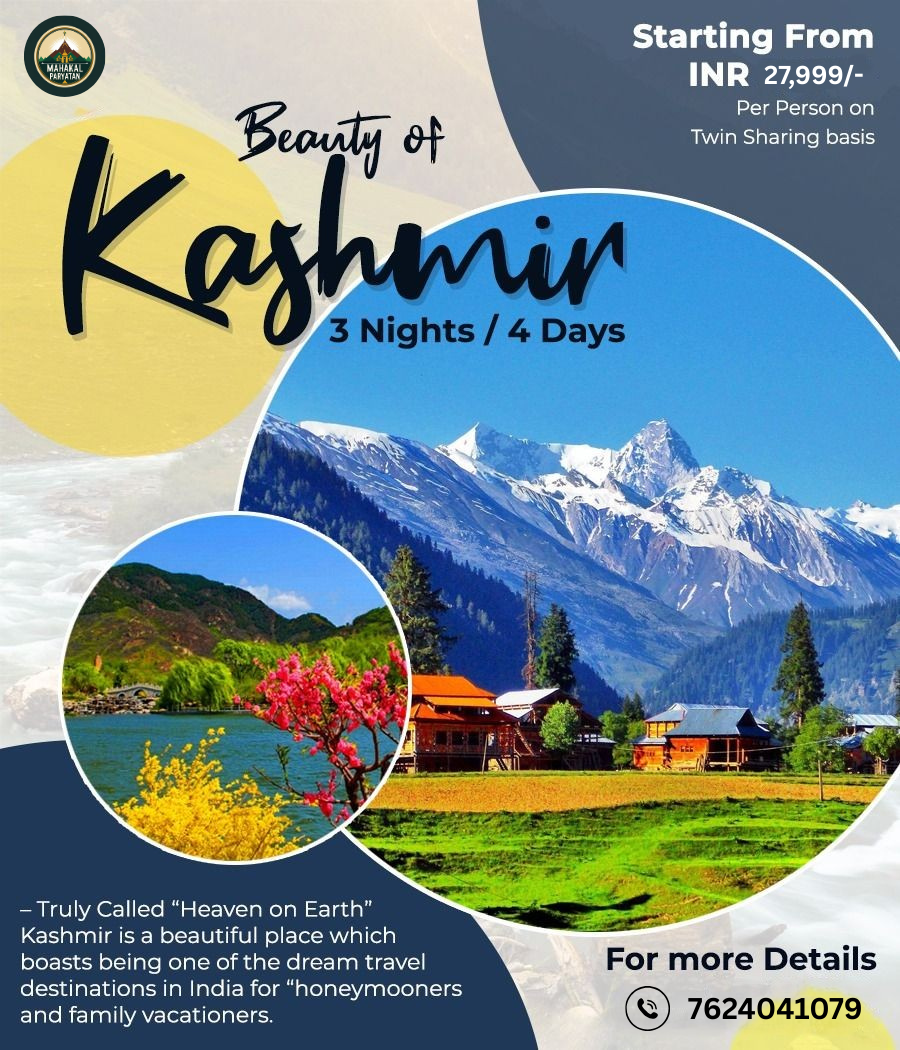 MAHAKAL
PARYATAN
Starting From
INR 27,999/-
Per Person on
Twin Sharing basis
Beauty of
Kashmir
3 Nights / 4 Days
– Truly Called “Heaven on Earth”
Kashmir is a beautiful place which
boasts being one of the dream travel
destinations in India for “honeymooners
and family vacationers.
For more Details
7624041079